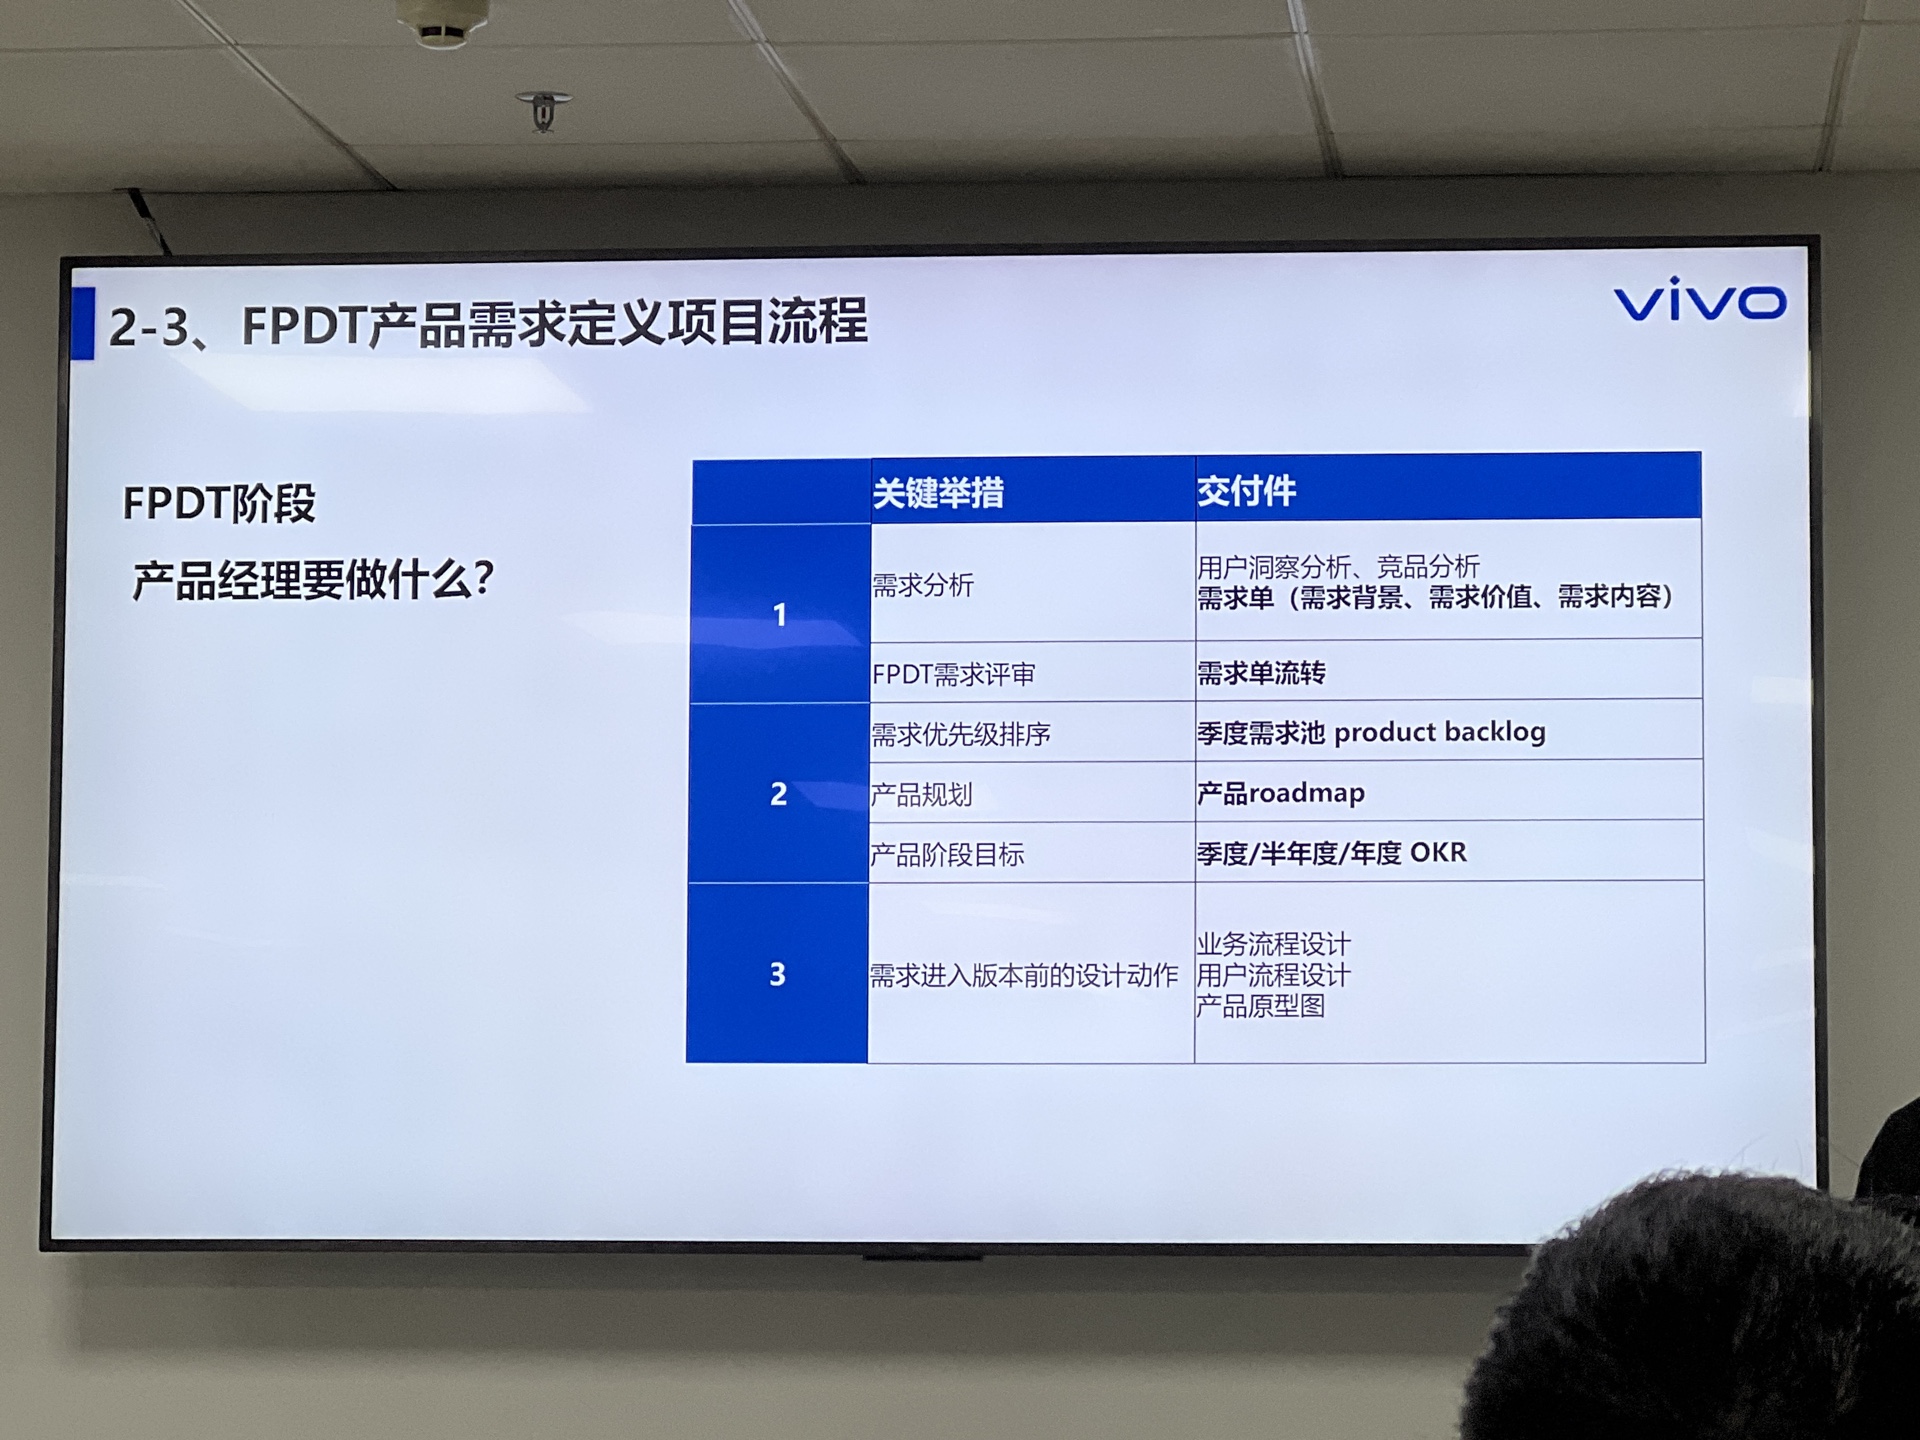 2-3、FPDT产品需求定义项目流程
vivo
FPDT阶段
产品经理要做什么?
关键举措 交付件
1
需求分析
用户洞察分析、竞品分析
需求单（需求背景、需求价值、需求内容）
FPDT需求评审 需求单流转
2
需求优先级排序 季度需求池 product backlog
产品规划 产品roadmap
产品阶段目标 季度/半年度/年度 OKR
3
需求进入版本前的设计动作
业务流程设计
用户流程设计
产品原型图